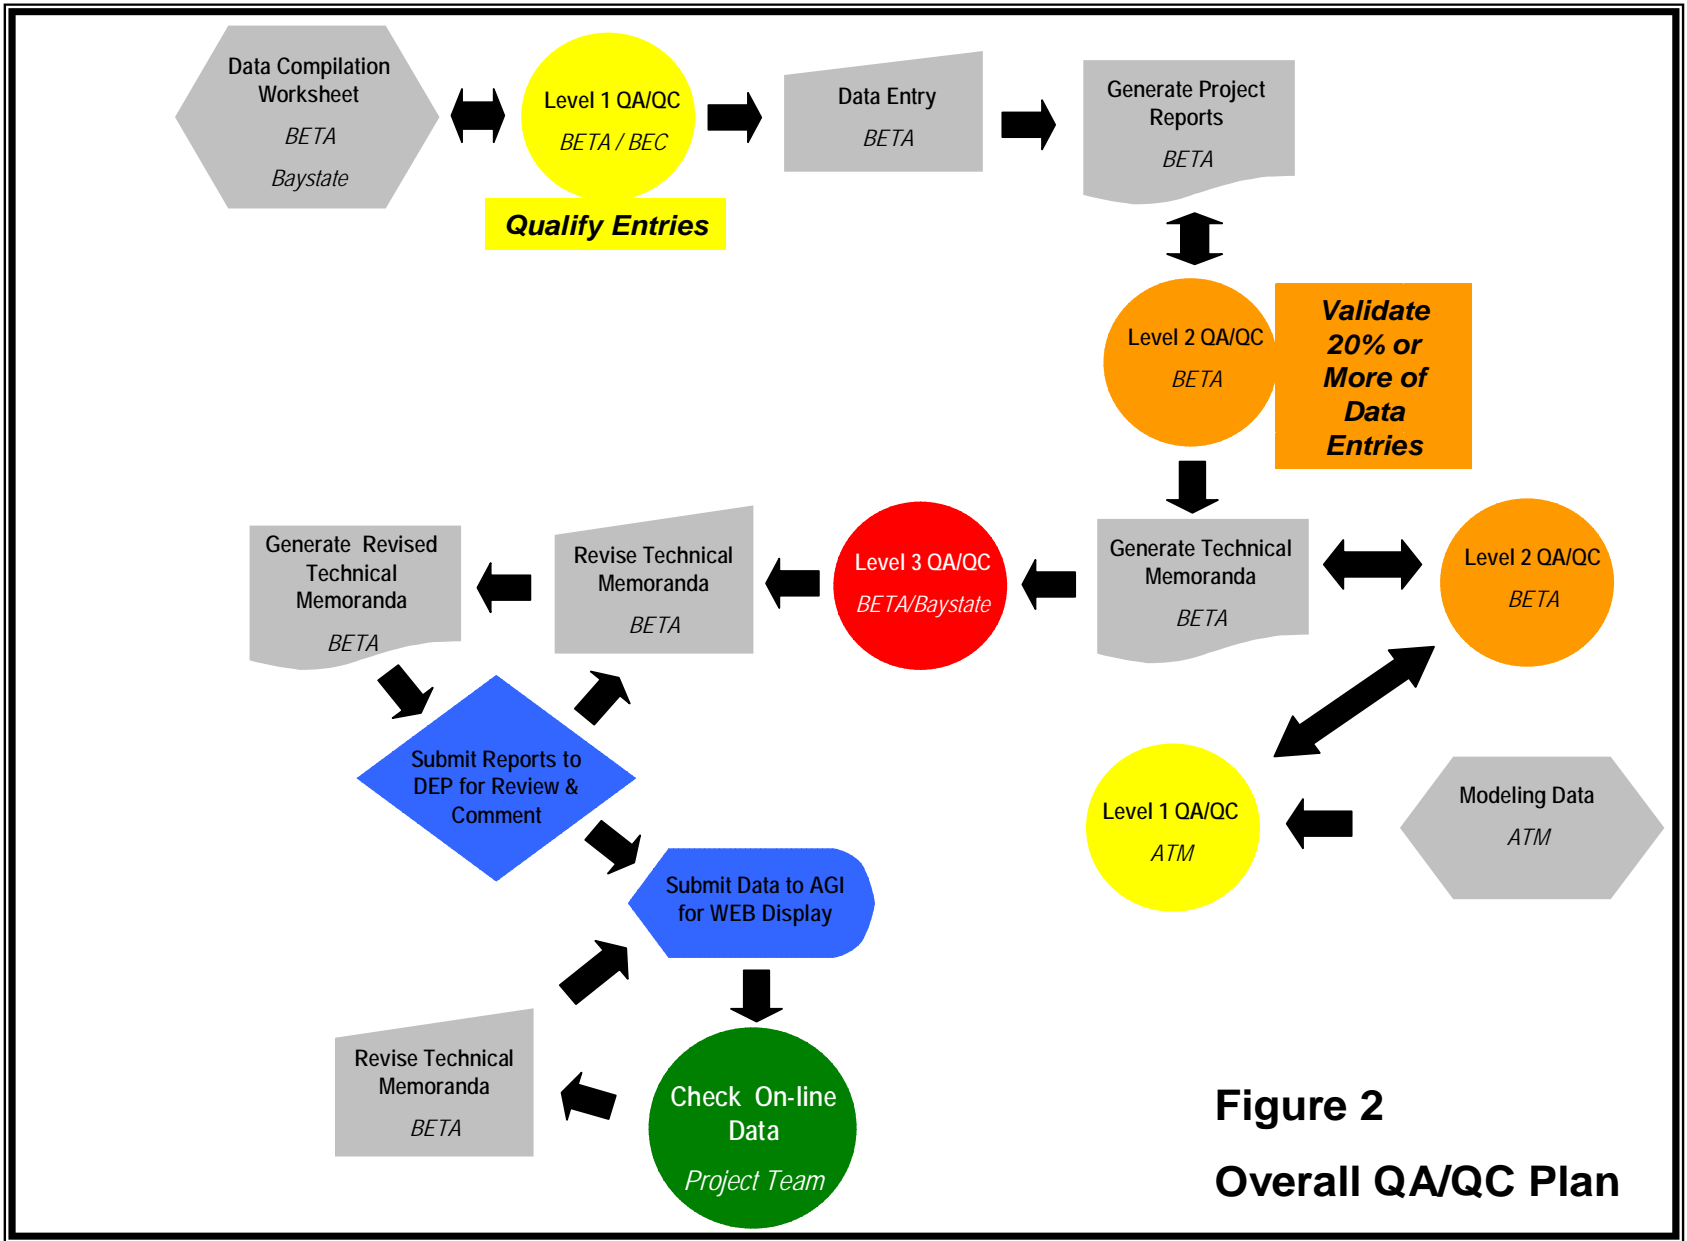 Data Compilation
Worksheet
BETA
Baystate
Level 1 QA/QC
BETA / BEC
Qualify Entries
Data Entry
BETA
Generate Project
Reports
BETA
Level 2 QA/QC
BETA
Validate
20% or
More of
Data
Entries
Generate Revised
Technical
Memoranda
BETA
Revise Technical
Memoranda
BETA
Level 3 QA/QC
BETA/Baystate
Generate Technical
Memoranda
BETA
Level 2 QA/QC
BETA
Submit Reports to
DEP for Review &
Comment
Level 1 QA/QC
ATM
Modeling Data
ATM
Submit Data to AGI
for WEB Display
Revise Technical
Memoranda
BETA
Check On-line
Data
Project Team
Figure 2
Overall QA/QC Plan